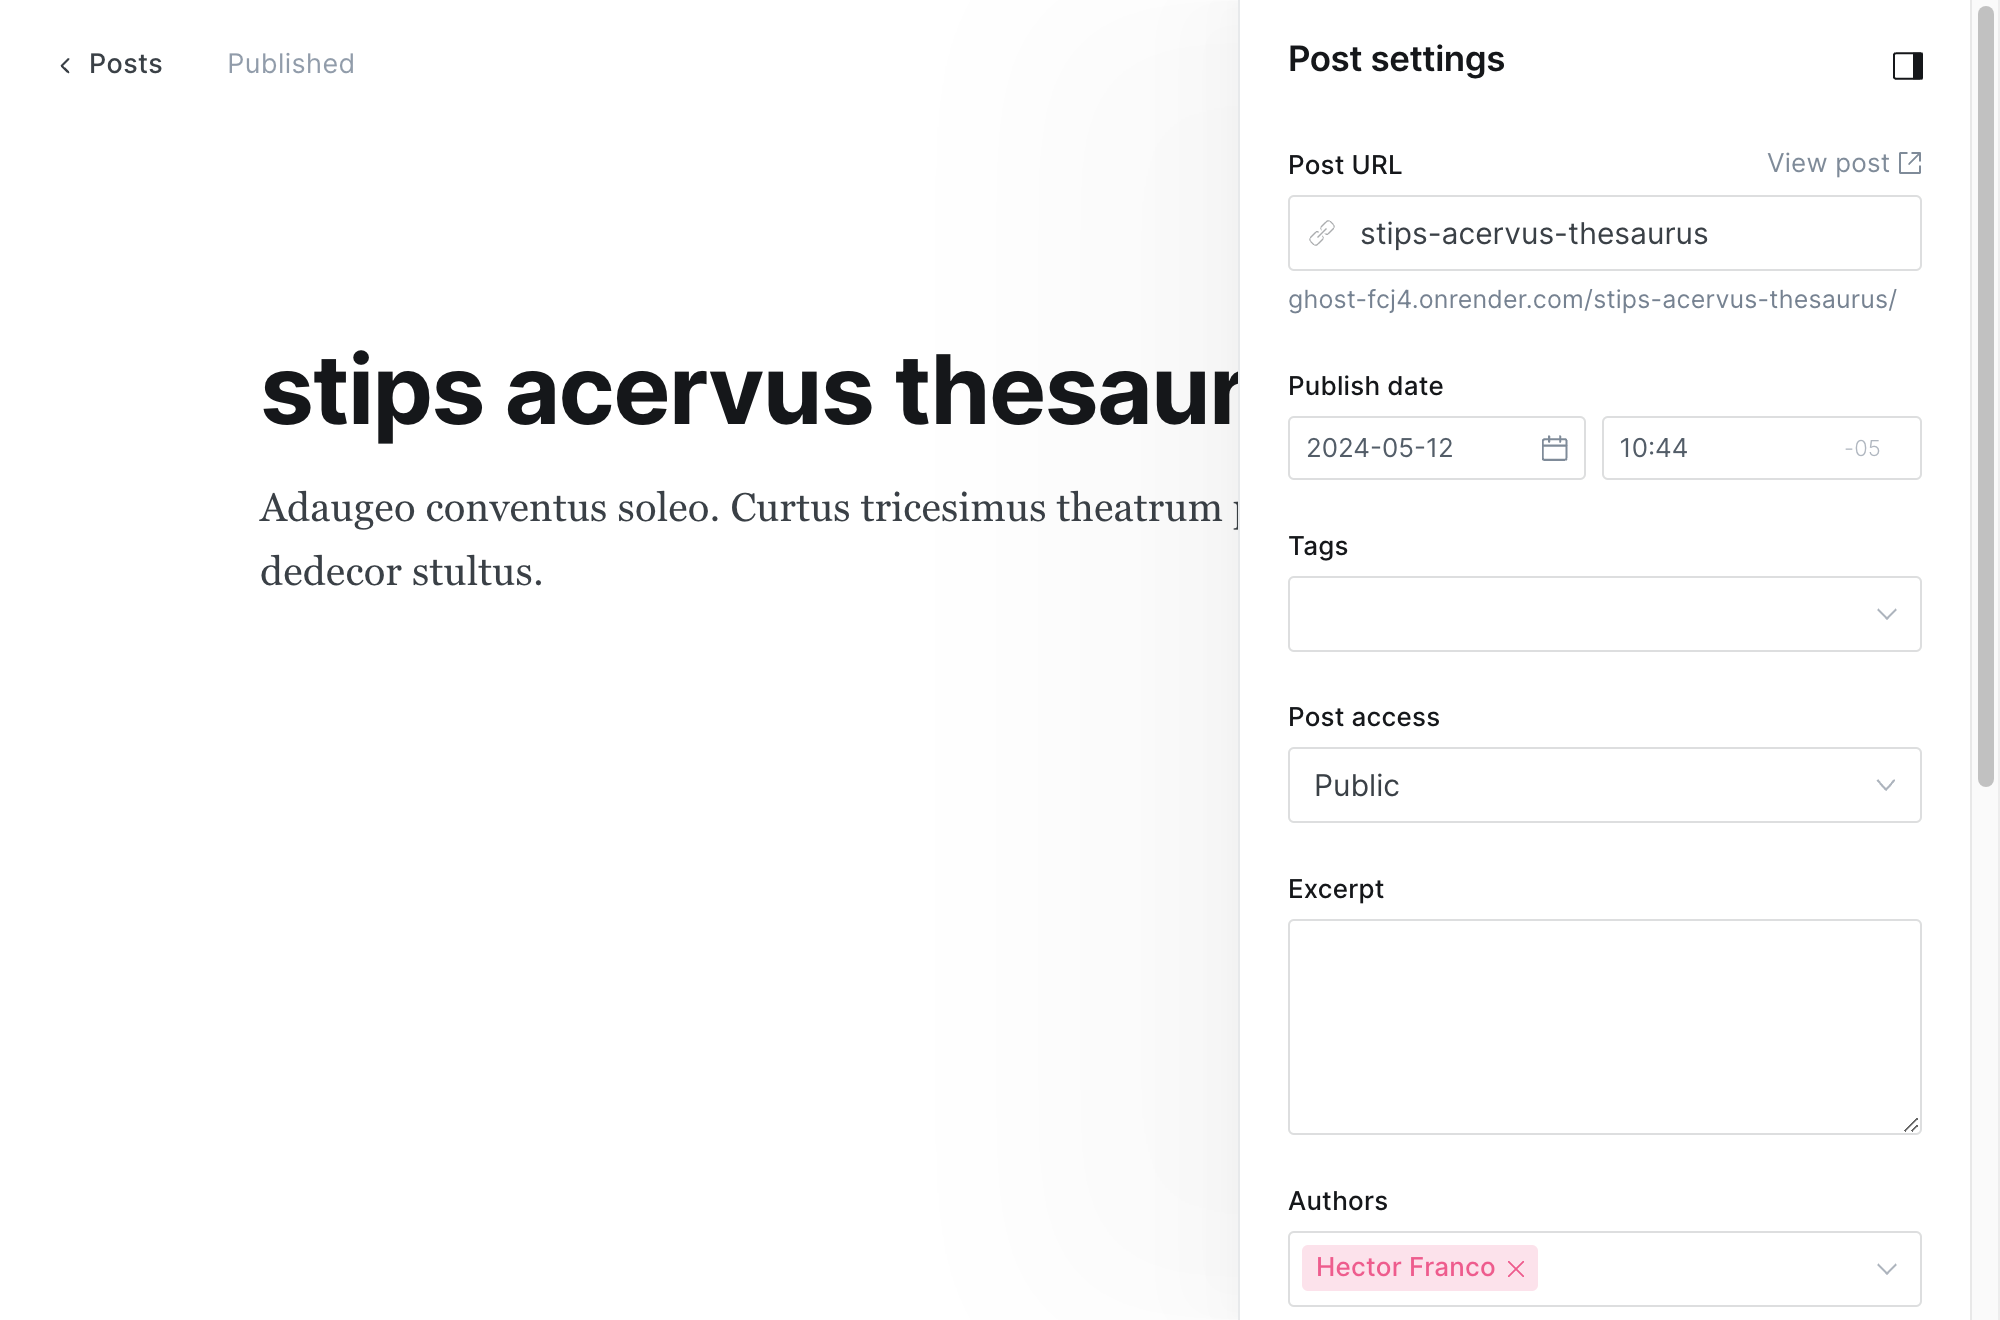 Posts
Published
stips acervus thesaur
Adaugeo conventus soleo. Curtus tricesimus theatrum
dedecor stultus.
Post settings
Post URL
View post
stips-acervus-thesaurus
ghost-fcj4.onrender.com/stips-acervus-thesaurus/
Publish date
2024-05-12
10:44
-05
Tags
Post access
Public
Excerpt
Authors
Hector Franco